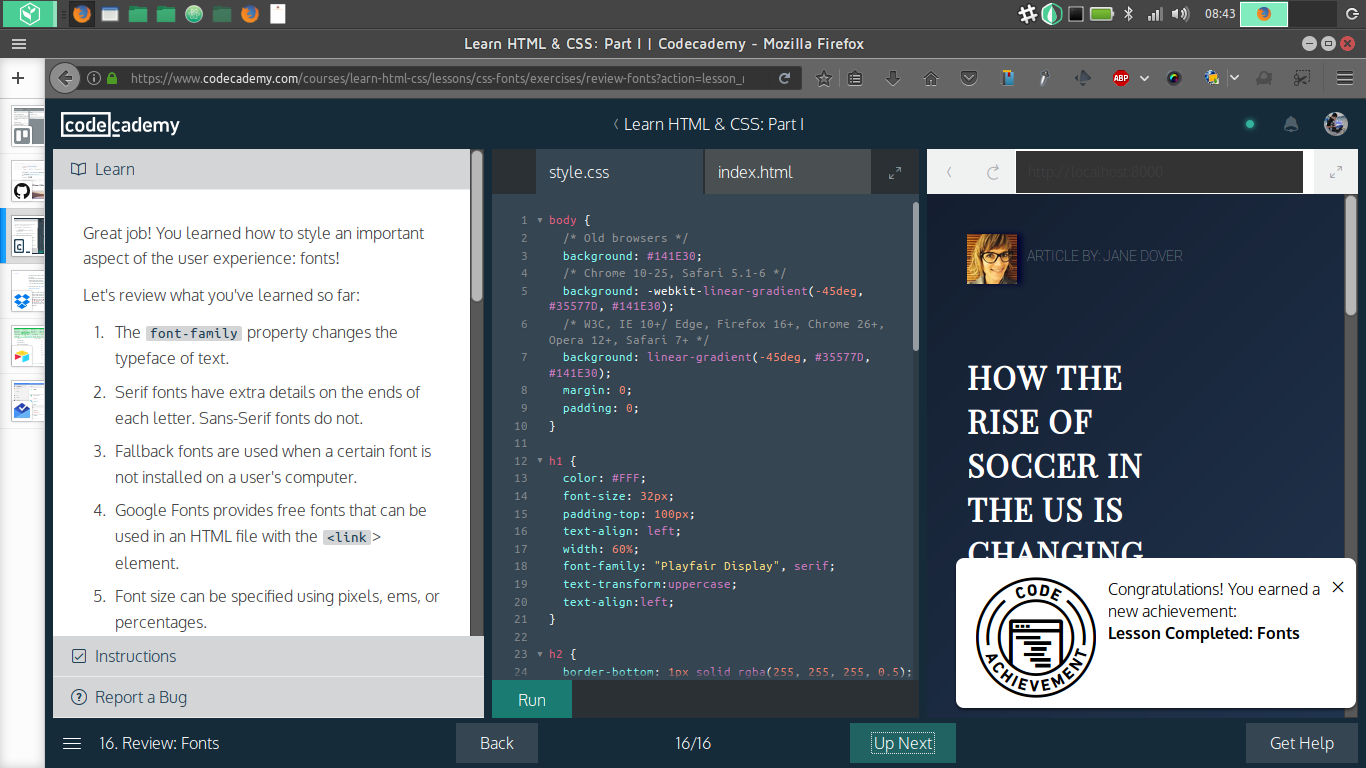 08:43
Learn HTML & CSS: Part I | Codecademy - Mozilla Firefox
https://www.codecademy.com/courses/learn-html-css/lessons/css-fonts/exercises/review-fonts?action=lesson_r
ABP
codecademy
Learn HTML & CSS: Part I
Learn
Great job! You learned how to style an important
aspect of the user experience: fonts!
Let's review what you've learned so far:
1. The font-family property changes the
typeface of text.
2. Serif fonts have extra details on the ends of
each letter. Sans-Serif fonts do not.
3. Fallback fonts are used when a certain font is
not installed on a user's computer.
4. Google Fonts provides free fonts that can be
used in an HTML file with the <link>
element.
5. Font size can be specified using pixels, ems, or
percentages.
Instructions
Report a Bug
style.css
index.html
1 body {
2 /* Old browsers */
3 background: #141E30;
4 /* Chrome 10-25, Safari 5.1-6 */
5 background: -webkit-linear-gradient(-45deg,
#35577D, #141E30);
6 /* W3C, IE 10+/ Edge, Firefox 16+, Chrome 26+,
Opera 12+, Safari 7+ */
7 background: linear-gradient(-45deg, #35577D,
#141E30);
8 margin: 0;
9 padding: 0;
10 }
11
12 h1 {
13 color: #FFF;
14 font-size: 32px;
15 padding-top: 100px;
16 text-align: left;
17 width: 60%;
18 font-family: "Playfair Display", serif;
19 text-transform:uppercase;
20 text-align:left;
21 }
22
23 h2 {
24 border-bottom: 1px solid rgba(255, 255, 255, 0.5);
Run
http://localhost:8000
ARTICLE BY: JANE DOVER
HOW THE
RISE OF
SOCCER IN
THE US IS
CHANGING
CODE
ACHIEVEMENT
Congratulations! You earned a
new achievement:
Lesson Completed: Fonts
16. Review: Fonts
Back
16/16
Up Next
Get Help